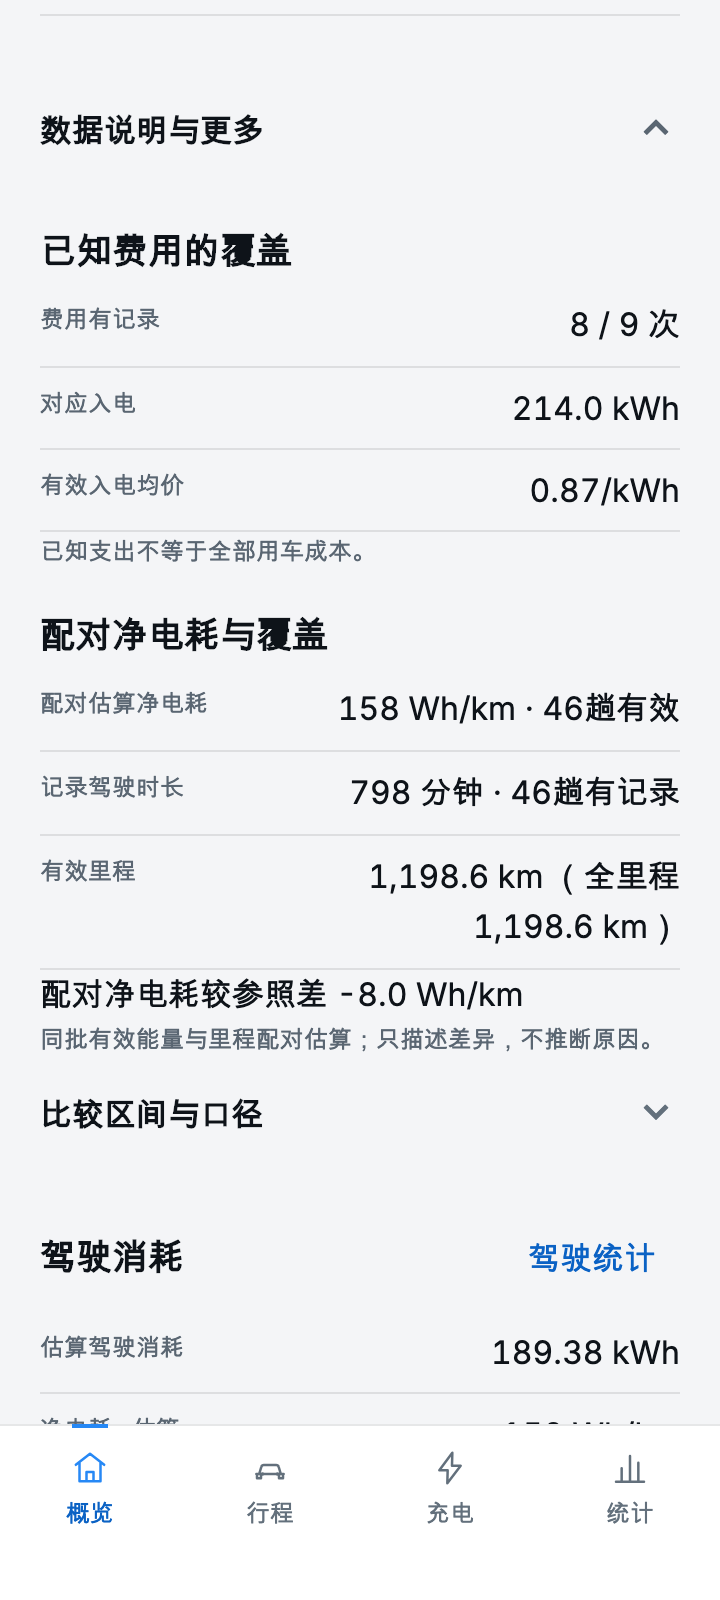 数据说明与更多
已知费用的覆盖
费用有记录
8 / 9 次
对应入电
214.0 kWh
有效入电均价
0.87/kWh
已知支出不等于全部用车成本。
配对净电耗与覆盖
配对估算净电耗
158 Wh/km · 46趟有效
记录驾驶时长
798 分钟 · 46趟有记录
有效里程
1,198.6 km（ 全里程
1,198.6 km ）
配对净电耗较参照差 -8.0 Wh/km
同批有效能量与里程配对估算；只描述差异，不推断原因。
比较区间与口径
驾驶消耗
驾驶统计
估算驾驶消耗
189.38 kWh
概览
行程
充电
统计